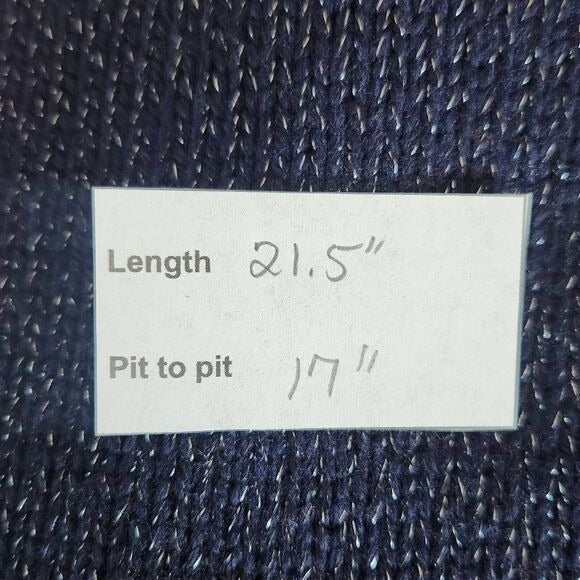 Length 21.5"
Pit to pit 17"